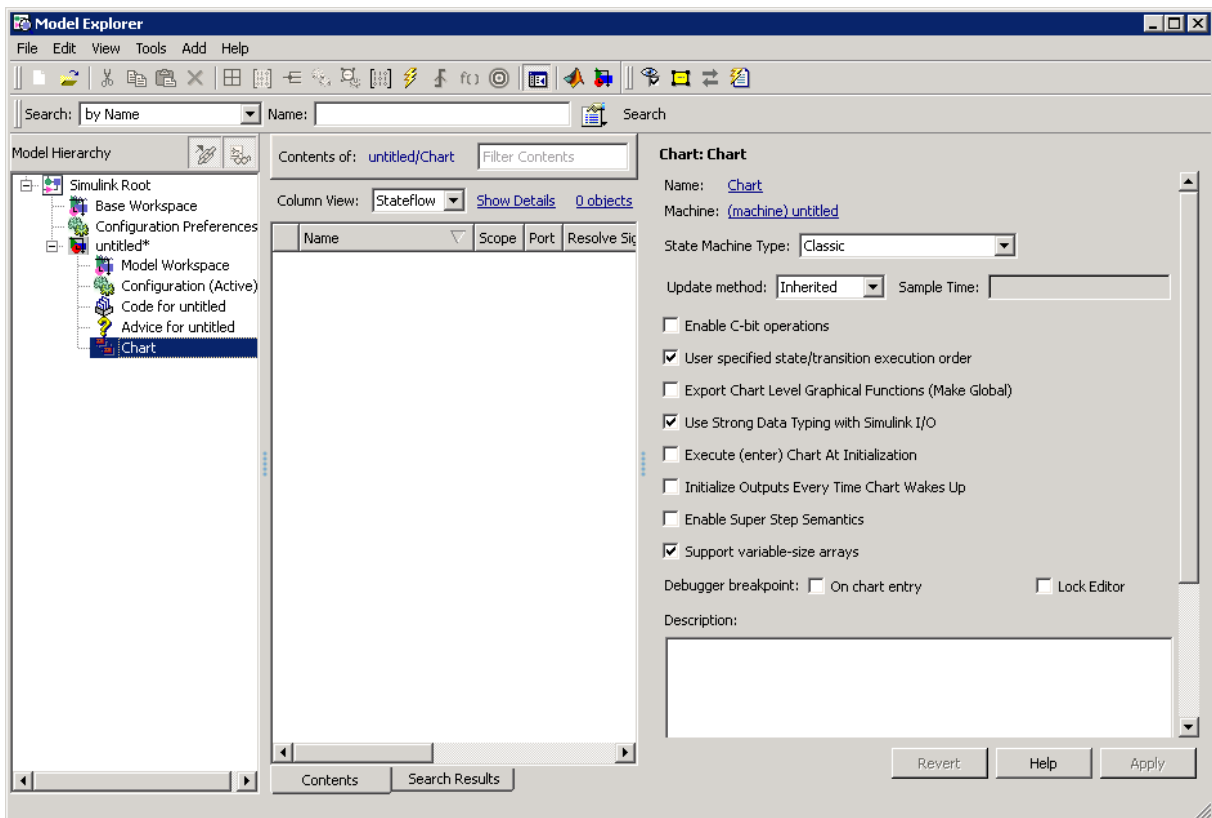 Model Explorer
File Edit View Tools Add Help
Search: by Name Name: Search
Model Hierarchy
Simulink Root
Base Workspace
Configuration Preferences
untitled*
Model Workspace
Configuration (Active)
Code for untitled
Advice for untitled
Chart
Contents of: untitled/Chart Filter Contents
Column View: Stateflow Show Details 0 objects
Name Scope Port Resolve Sig
Contents Search Results
Chart: Chart
Name: Chart
Machine: (machine) untitled
State Machine Type: Classic
Update method: Inherited Sample Time:
Enable C-bit operations
User specified state/transition execution order
Export Chart Level Graphical Functions (Make Global)
Use Strong Data Typing with Simulink I/O
Execute (enter) Chart At Initialization
Initialize Outputs Every Time Chart Wakes Up
Enable Super Step Semantics
Support variable-size arrays
Debugger breakpoint: On chart entry Lock Editor
Description:
Revert Help Apply